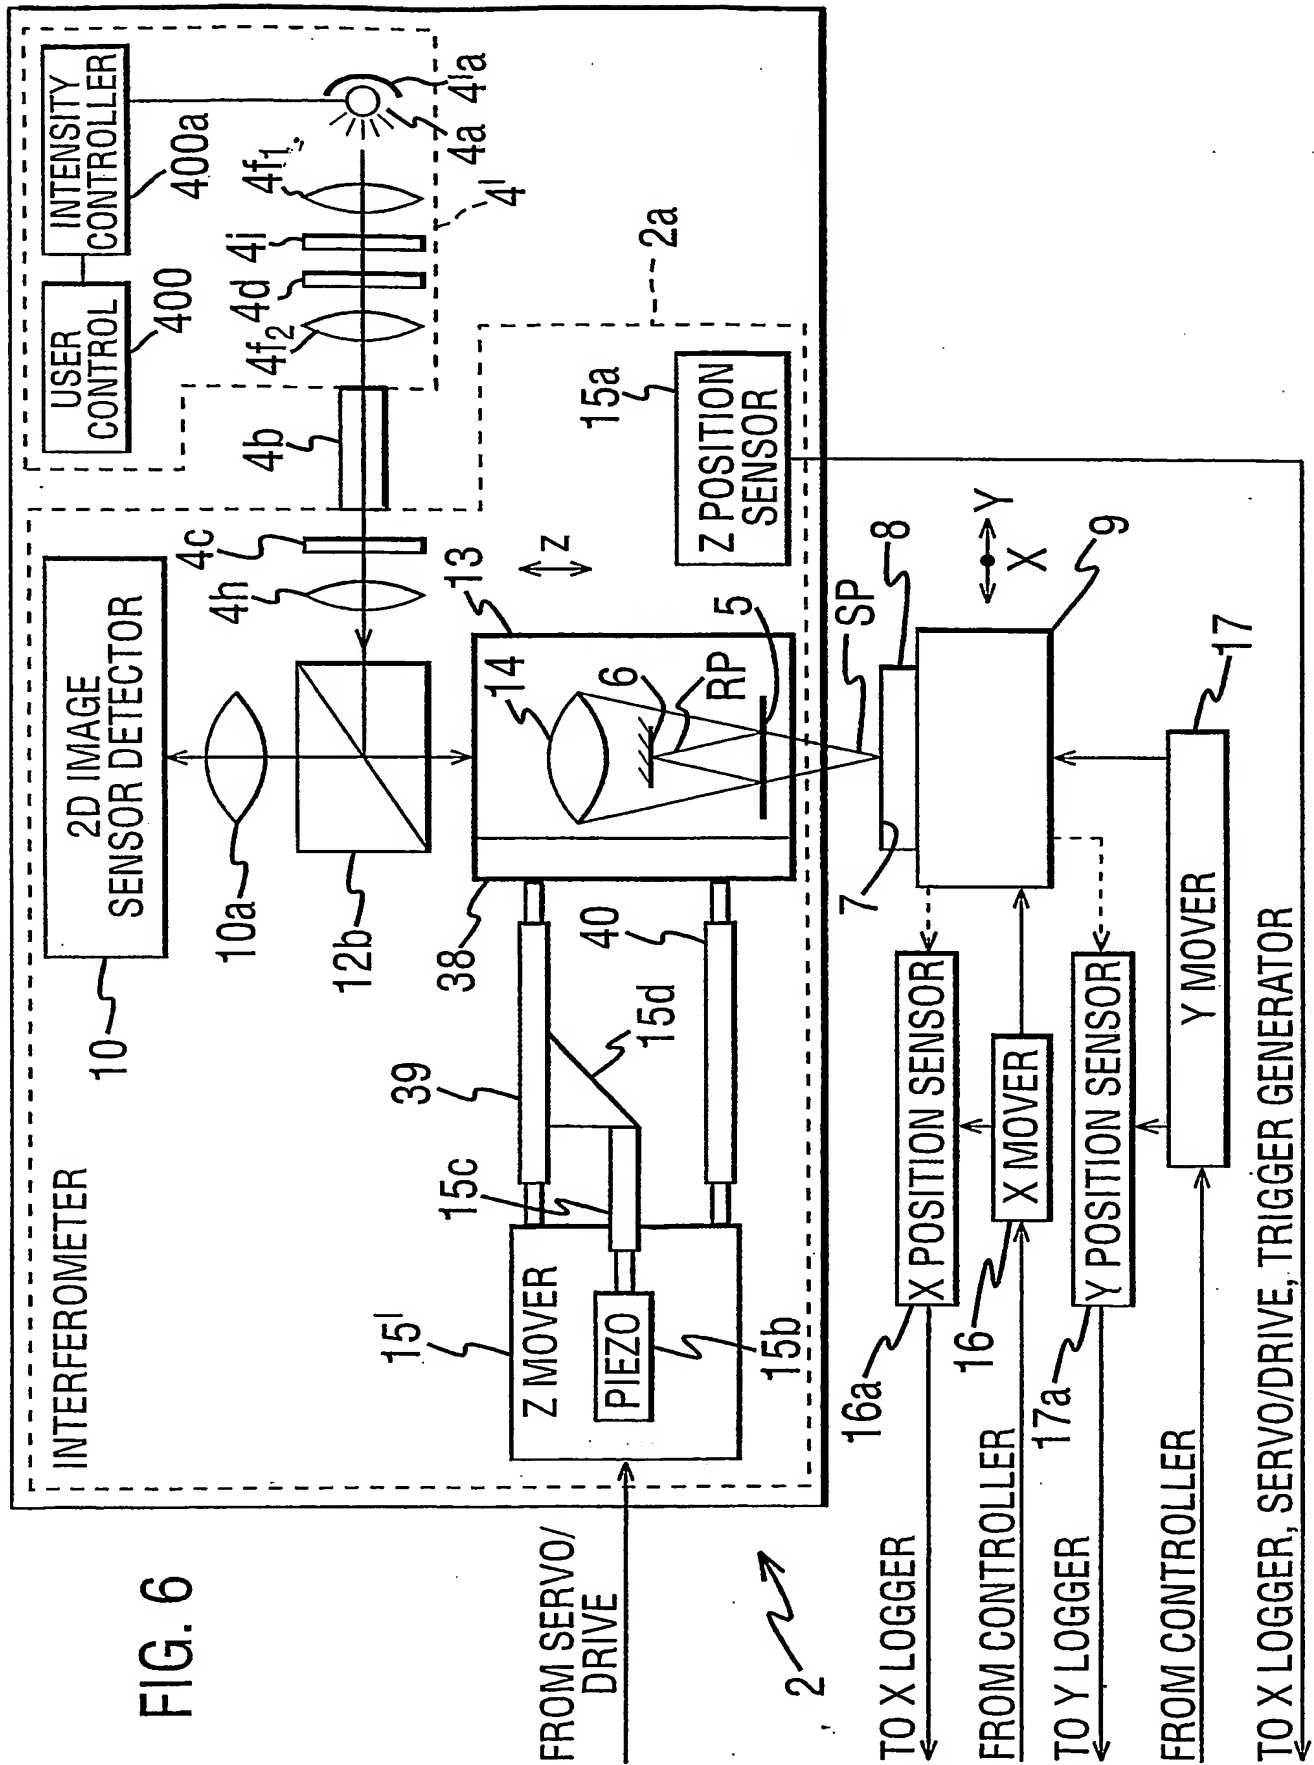 FIG. 6
INTERFEROMETER
2D IMAGE
SENSOR DETECTOR
10
10a
12b
USER
CONTROL
400
INTENSITY
CONTROLLER
400a
4h
4c
4b
4f2
4d
4i
4f1
4a
4'a
4'
2a
13
Z
14
6
RP
5
SP
38
39
40
15d
15c
15'
Z MOVER
PIEZO
15b
15a
Z POSITION
SENSOR
FROM SERVO/
DRIVE
2
7
8
9
Y
X
17
16a
X POSITION SENSOR
TO X LOGGER
16
X MOVER
FROM CONTROLLER
17a
Y POSITION SENSOR
TO Y LOGGER
Y MOVER
FROM CONTROLLER
TO X LOGGER, SERVO/DRIVE, TRIGGER GENERATOR